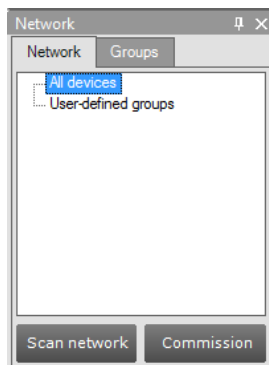 Network
Network Groups
All devices
User-defined groups
Scan network Commission